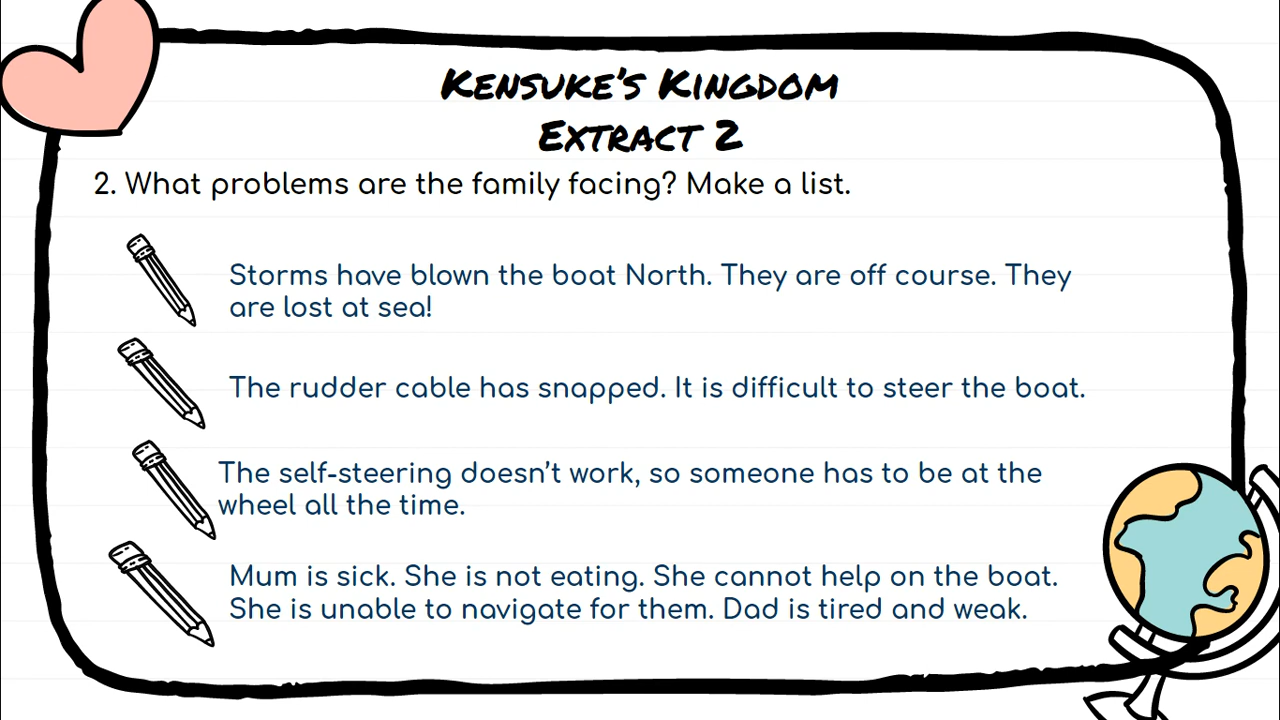 Kensuke's Kingdom
Extract 2
2. What problems are the family facing? Make a list.
Storms have blown the boat North. They are off course. They
are lost at sea!
The rudder cable has snapped. It is difficult to steer the boat.
The self-steering doesn't work, so someone has to be at the
wheel all the time.
Mum is sick. She is not eating. She cannot help on the boat.
She is unable to navigate for them. Dad is tired and weak.